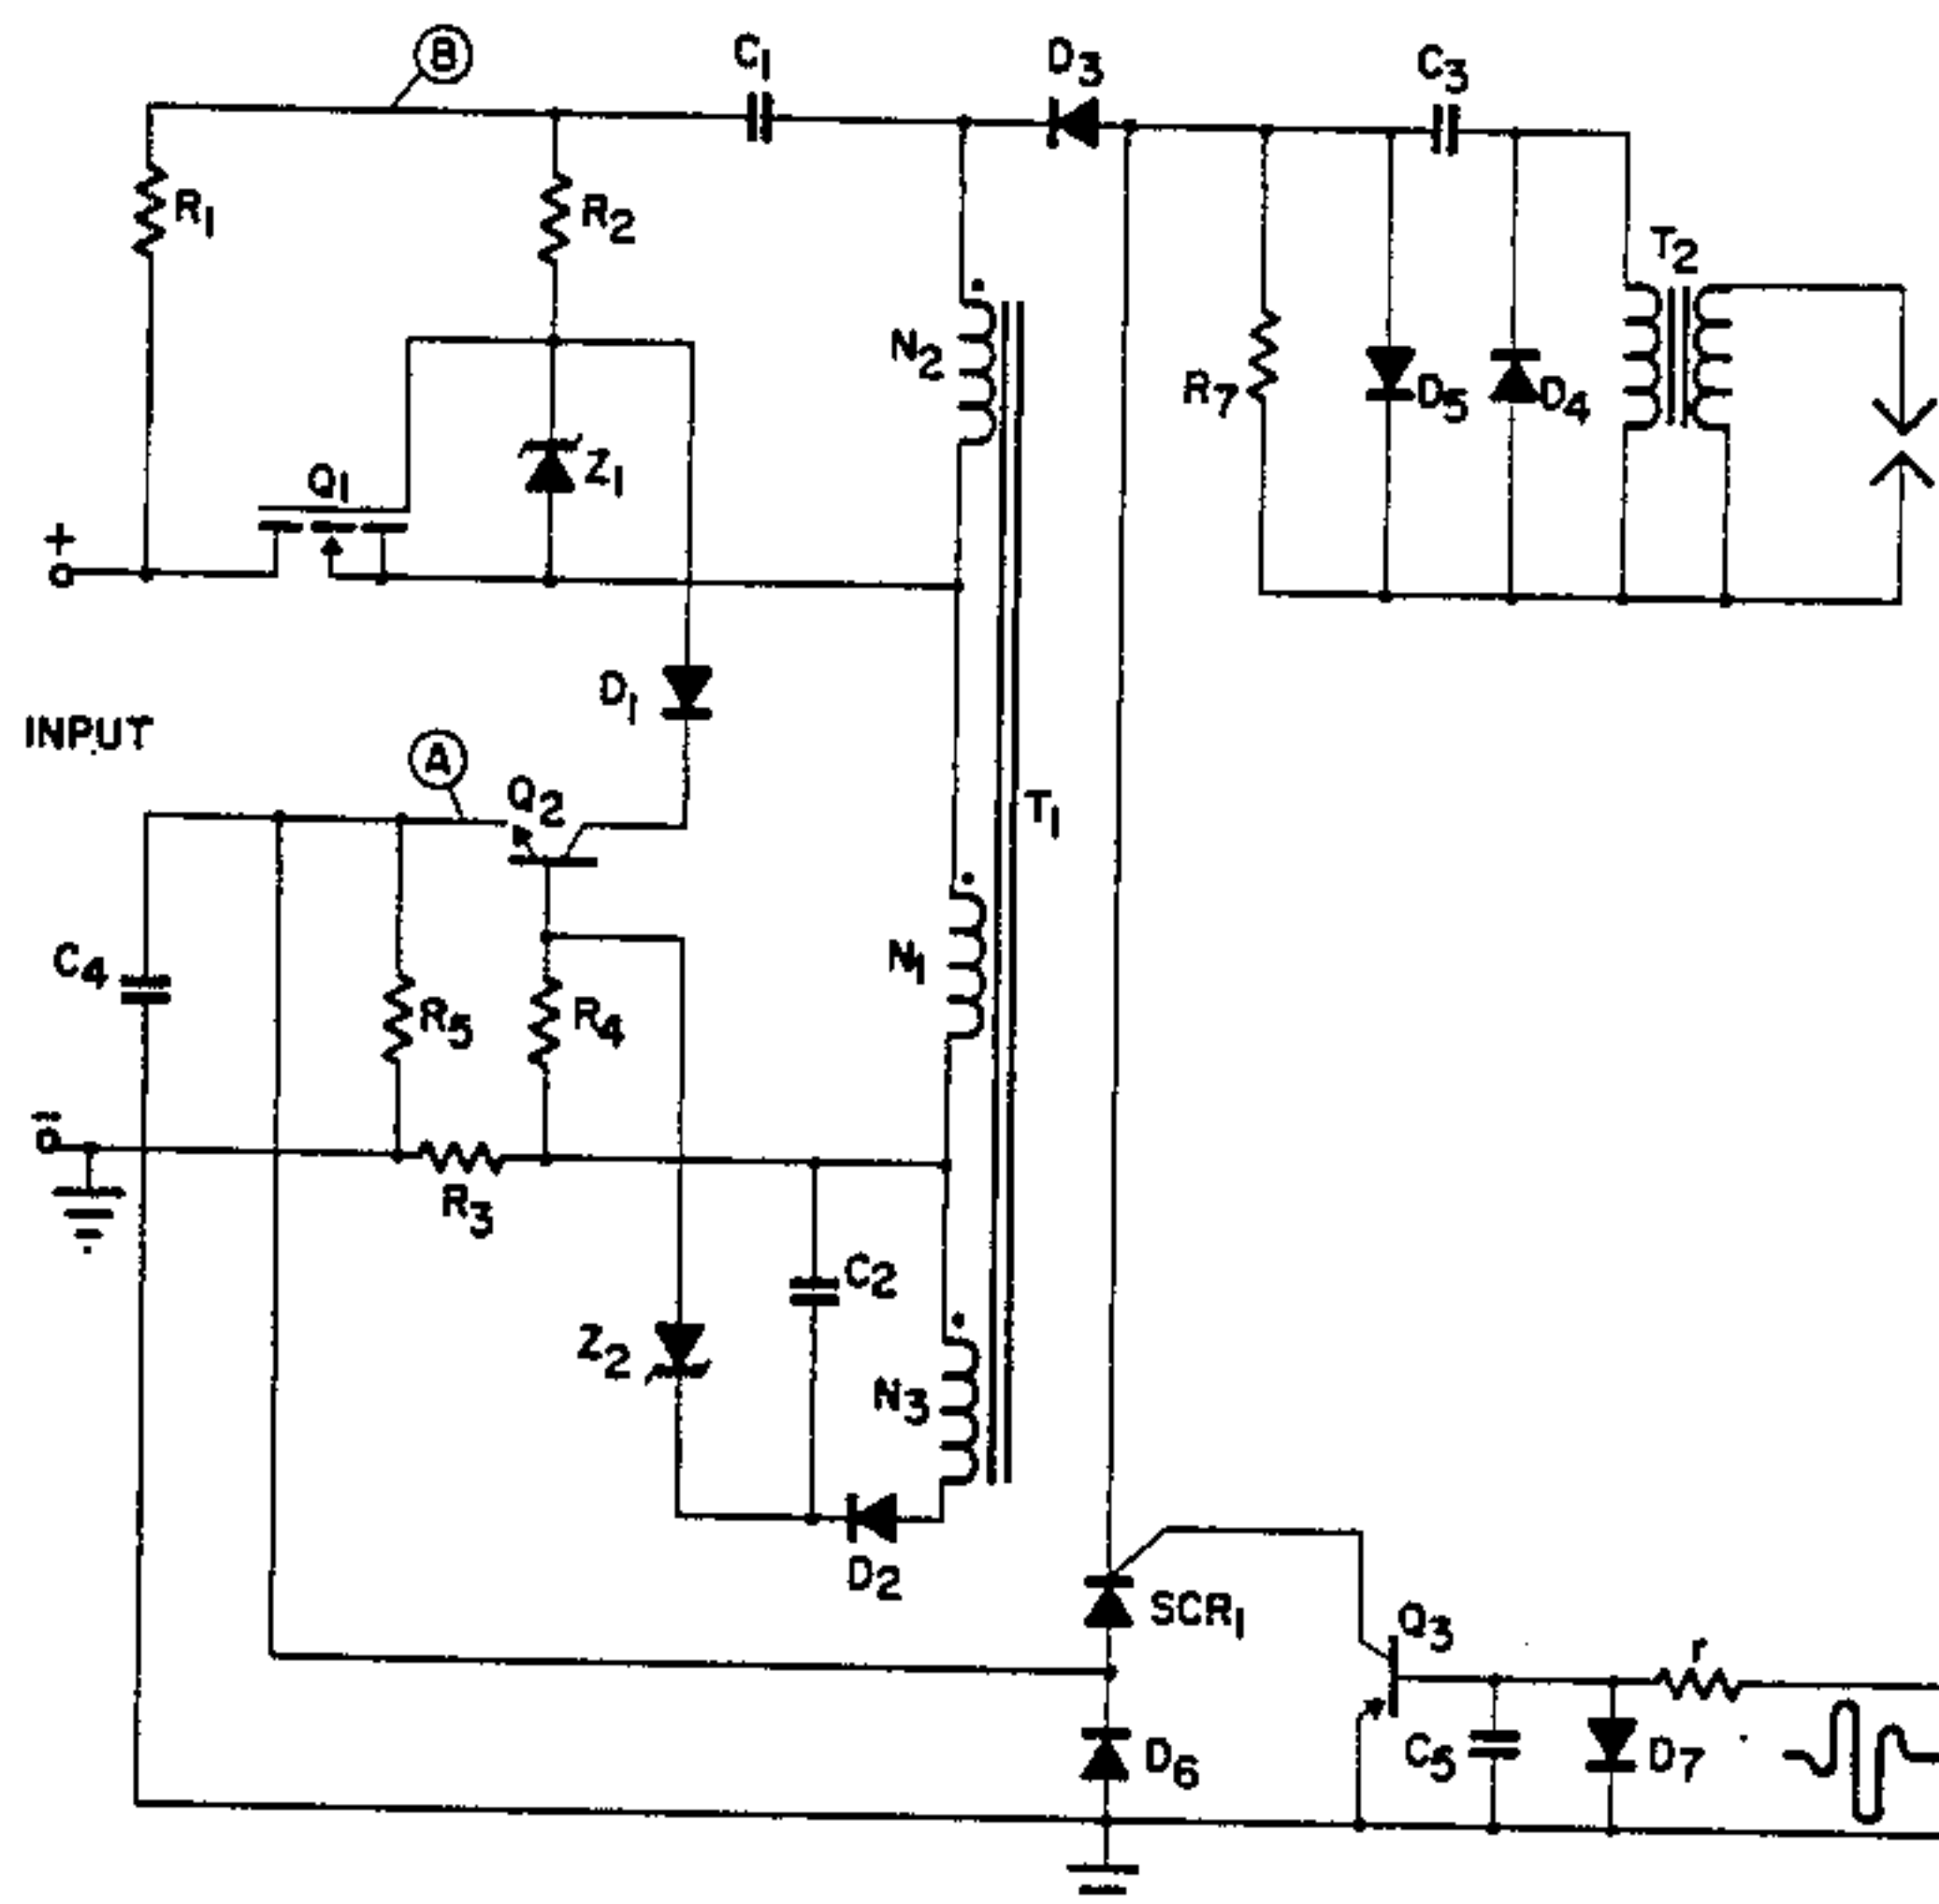 B
C1
D3
C3
R1
R2
T2
N2
R7
D5
D4
Q1
Z1
+
D1
INPUT
A
Q2
T1
C4
N1
R5
R4
-
R3
C2
Z2
N3
D2
SCR1
Q3
r
C5
D7
D6